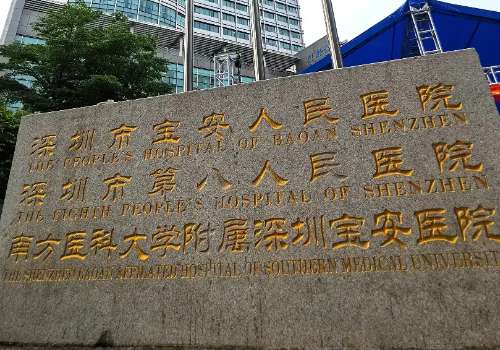 深圳市宝安人民医院
THE PEOPLE'S HOSPITAL OF BAOAN SHENZHEN
深圳市第八人民医院
THE EIGHTH PEOPLE'S HOSPITAL OF SHENZHEN
南方医科大学附属深圳宝安医院
THE SHENZHEN BAOAN AFFILIATED HOSPITAL OF SOUTHERN MEDICAL UNIVERSITY